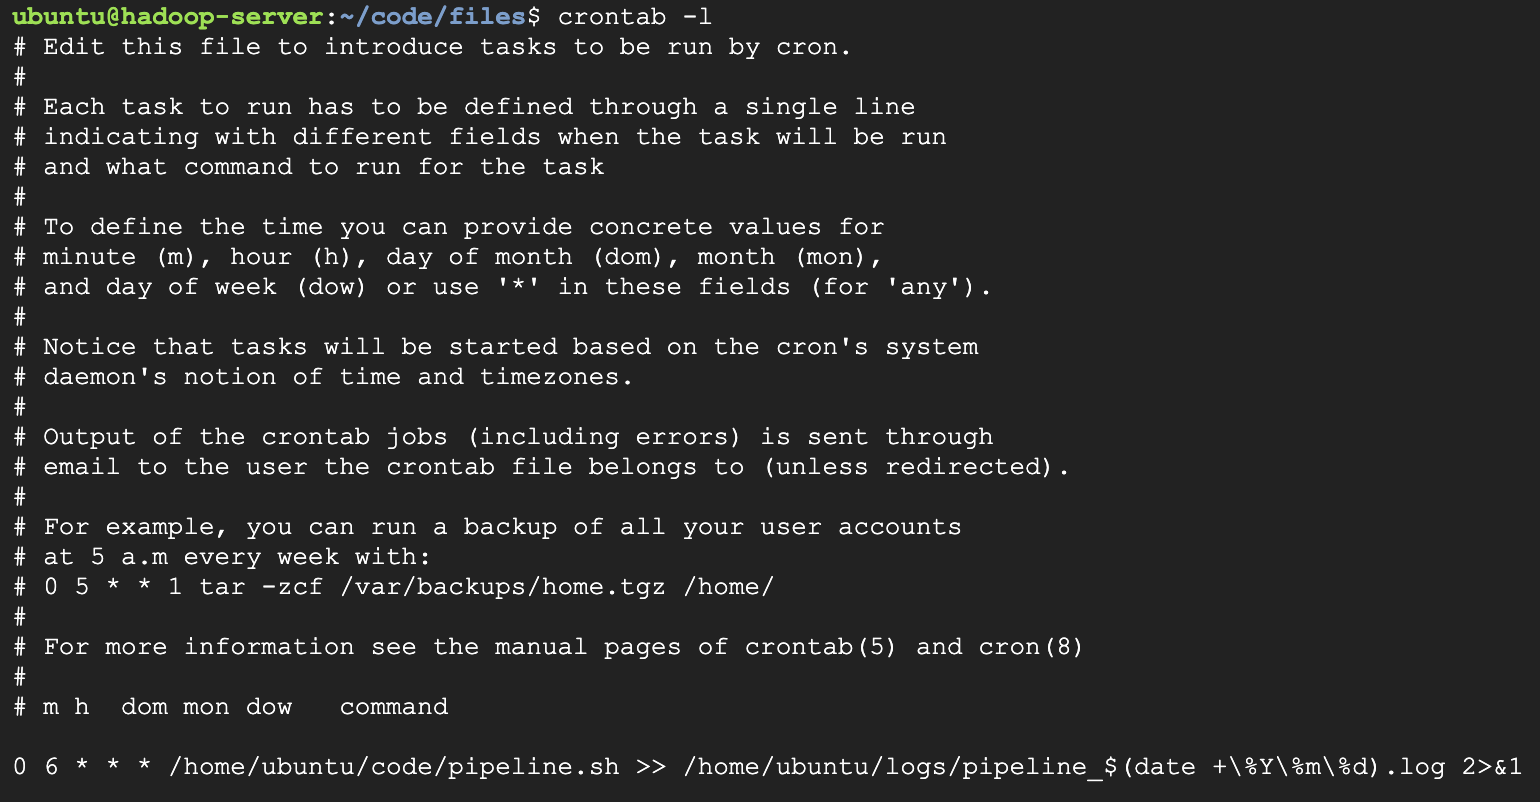 ubuntu@hadoop-server:~/code/files$ crontab -l
# Edit this file to introduce tasks to be run by cron.
#
# Each task to run has to be defined through a single line
# indicating with different fields when the task will be run
# and what command to run for the task
#
# To define the time you can provide concrete values for
# minute (m), hour (h), day of month (dom), month (mon),
# and day of week (dow) or use '*' in these fields (for 'any').
#
# Notice that tasks will be started based on the cron's system
# daemon's notion of time and timezones.
#
# Output of the crontab jobs (including errors) is sent through
# email to the user the crontab file belongs to (unless redirected).
#
# For example, you can run a backup of all your user accounts
# at 5 a.m every week with:
# 0 5 * * 1 tar -zcf /var/backups/home.tgz /home/
#
# For more information see the manual pages of crontab(5) and cron(8)
#
# m h  dom mon dow   command

0 6 * * * /home/ubuntu/code/pipeline.sh >> /home/ubuntu/logs/pipeline_$(date +\%Y\%m\%d).log 2>&1